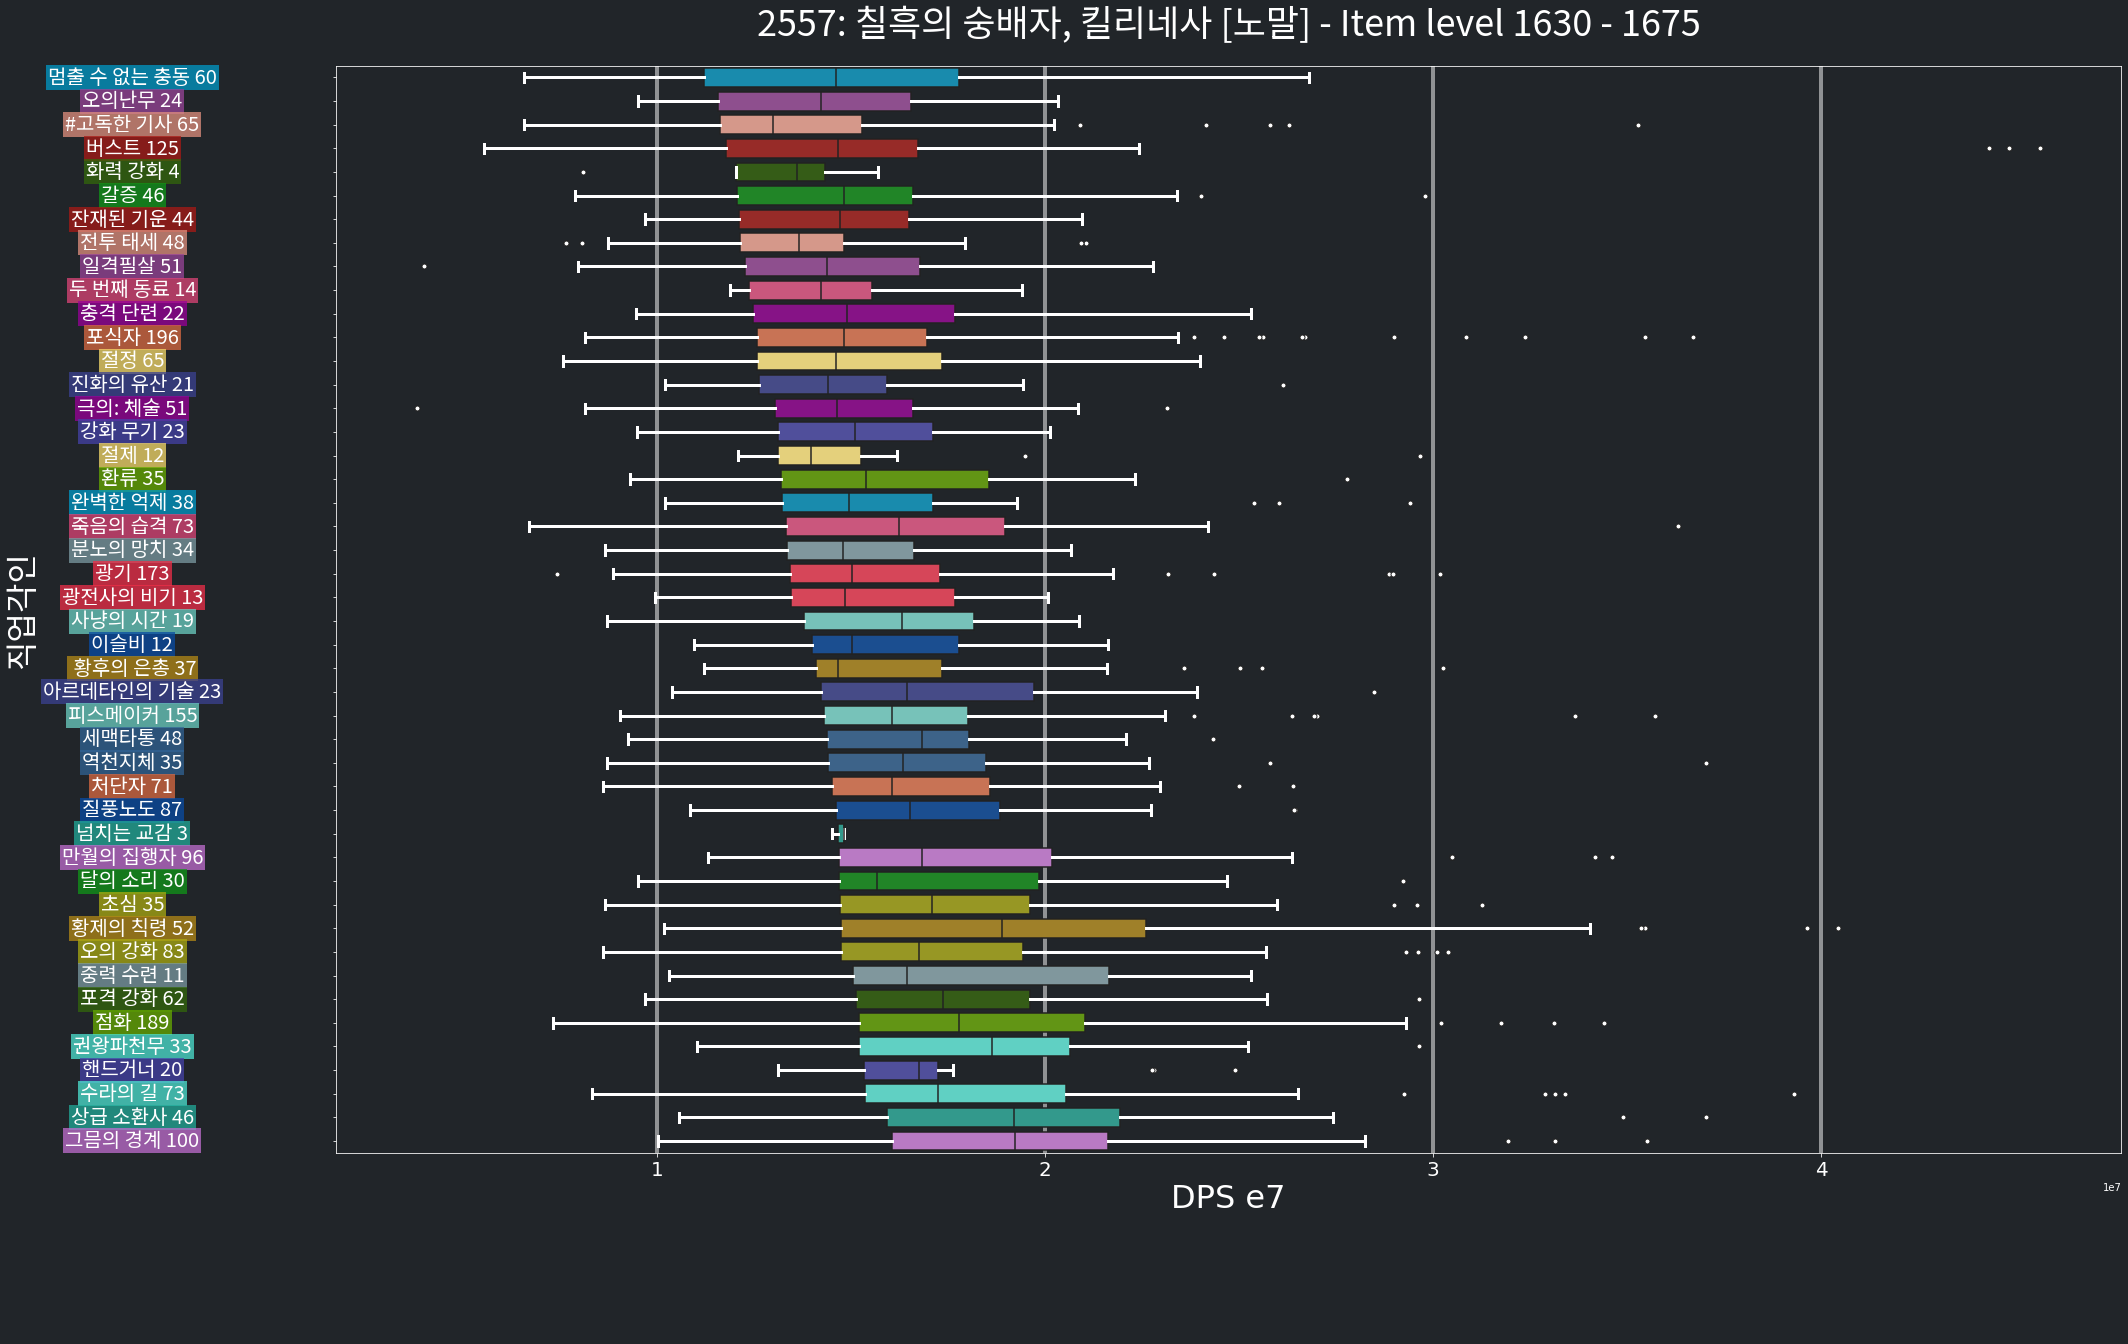 2557: 칠흑의 숭배자, 킬리네사 [노말] - Item level 1630 - 1675
직업각인
멈출 수 없는 충동 60
오의난무 24
#고독한 기사 65
버스트 125
화력 강화 4
갈증 46
잔재된 기운 44
전투 태세 48
일격필살 51
두 번째 동료 14
충격 단련 22
포식자 196
절정 65
진화의 유산 21
극의: 체술 51
강화 무기 23
절제 12
환류 35
완벽한 억제 38
죽음의 습격 73
분노의 망치 34
광기 173
광전사의 비기 13
사냥의 시간 19
이슬비 12
황후의 은총 37
아르데타인의 기술 23
피스메이커 155
세맥타통 48
역천지체 35
처단자 71
질풍노도 87
넘치는 교감 3
만월의 집행자 96
달의 소리 30
초심 35
황제의 칙령 52
오의 강화 83
중력 수련 11
포격 강화 62
점화 189
권왕파천무 33
핸드거너 20
수라의 길 73
상급 소환사 46
그믐의 경계 100
1 2 3 4
1e7
DPS e7